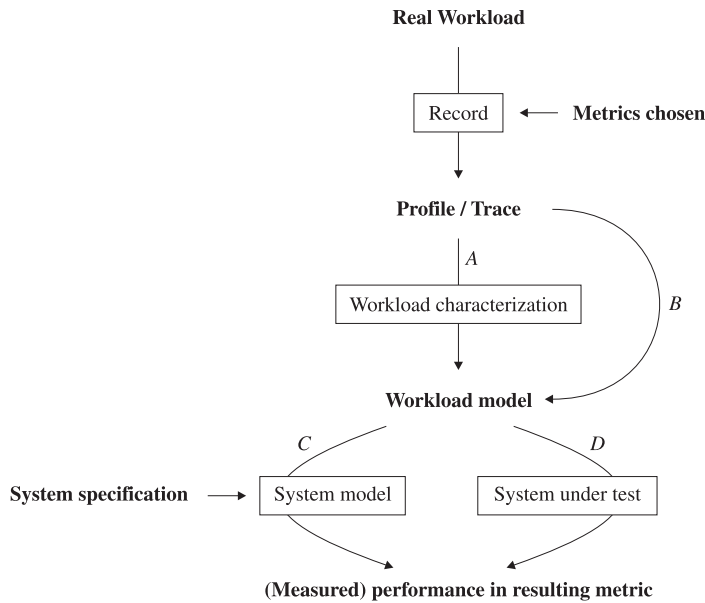 Real Workload
Record
Metrics chosen
Profile / Trace
A
B
Workload characterization
Workload model
C
D
System specification
System model
System under test
(Measured) performance in resulting metric